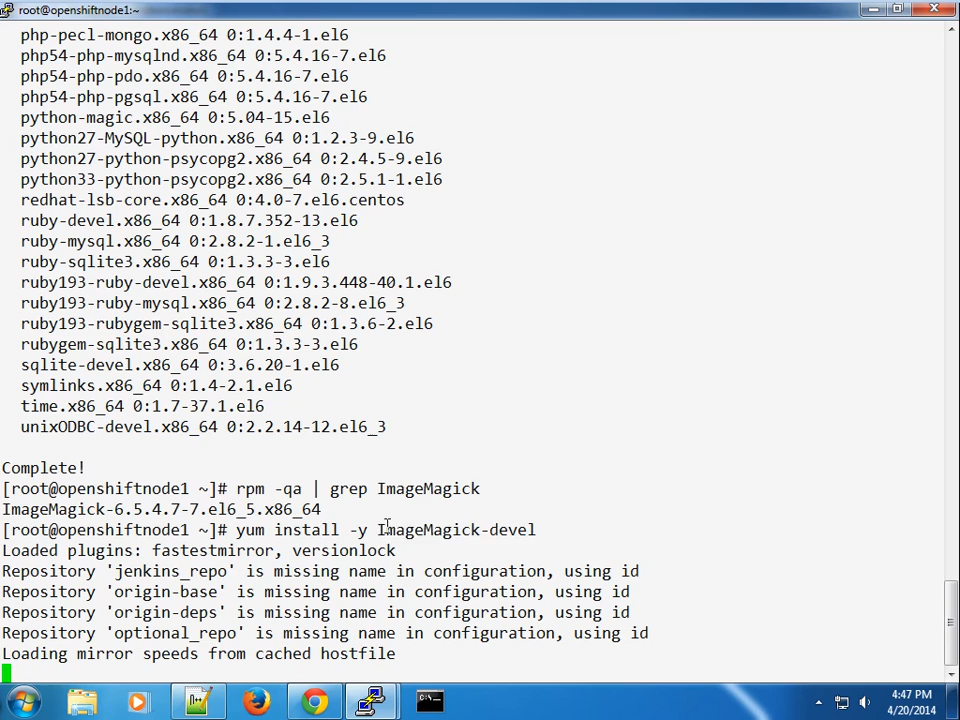 root@openshiftnode1:~
php-pecl-mongo.x86_64 0:1.4.4-1.el6
php54-php-mysqlnd.x86_64 0:5.4.16-7.el6
php54-php-pdo.x86_64 0:5.4.16-7.el6
php54-php-pgsql.x86_64 0:5.4.16-7.el6
python-magic.x86_64 0:5.04-15.el6
python27-MySQL-python.x86_64 0:1.2.3-9.el6
python27-python-psycopg2.x86_64 0:2.4.5-9.el6
python33-python-psycopg2.x86_64 0:2.5.1-1.el6
redhat-lsb-core.x86_64 0:4.0-7.el6.centos
ruby-devel.x86_64 0:1.8.7.352-13.el6
ruby-mysql.x86_64 0:2.8.2-1.el6_3
ruby-sqlite3.x86_64 0:1.3.3-3.el6
ruby193-ruby-devel.x86_64 0:1.9.3.448-40.1.el6
ruby193-ruby-mysql.x86_64 0:2.8.2-8.el6_3
ruby193-rubygem-sqlite3.x86_64 0:1.3.6-2.el6
rubygem-sqlite3.x86_64 0:1.3.3-3.el6
sqlite-devel.x86_64 0:3.6.20-1.el6
symlinks.x86_64 0:1.4-2.1.el6
time.x86_64 0:1.7-37.1.el6
unixODBC-devel.x86_64 0:2.2.14-12.el6_3
Complete!
[root@openshiftnode1 ~]# rpm -qa | grep ImageMagick
ImageMagick-6.5.4.7-7.el6_5.x86_64
[root@openshiftnode1 ~]# yum install -y ImageMagick-devel
Loaded plugins: fastestmirror, versionlock
Repository 'jenkins_repo' is missing name in configuration, using id
Repository 'origin-base' is missing name in configuration, using id
Repository 'origin-deps' is missing name in configuration, using id
Repository 'optional_repo' is missing name in configuration, using id
Loading mirror speeds from cached hostfile
4:47 PM
4/20/2014